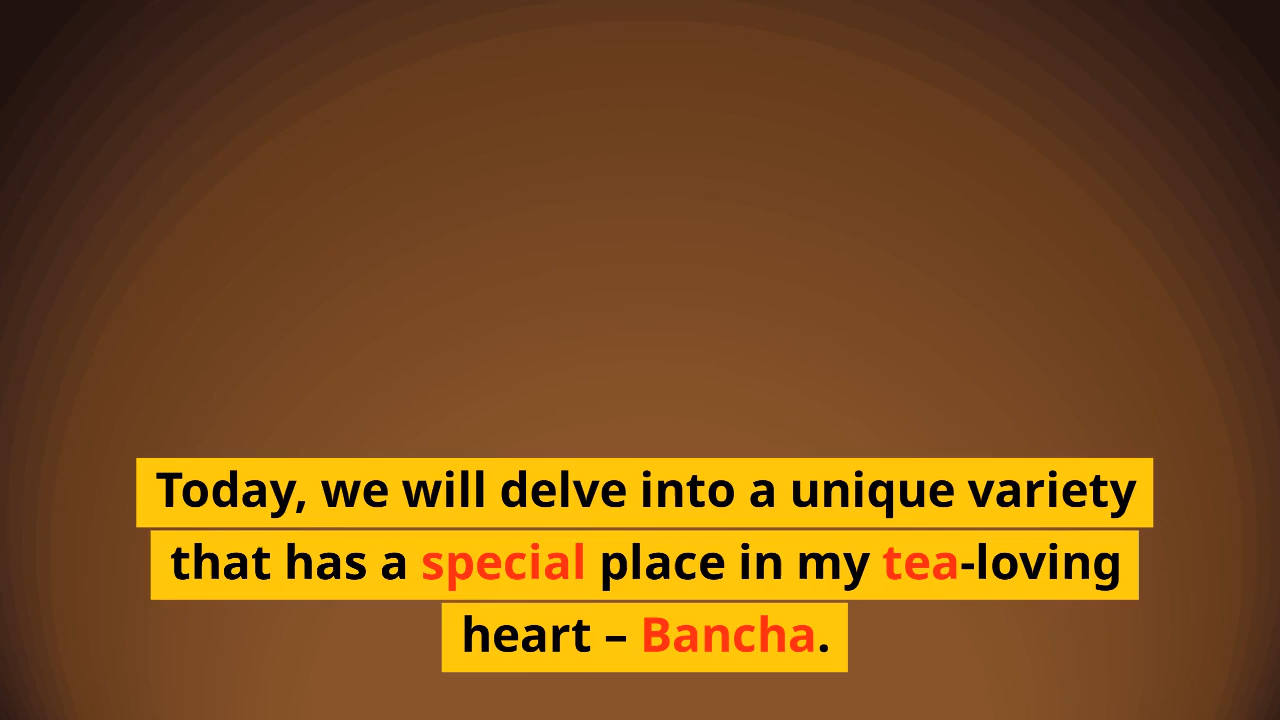 Today, we will delve into a unique variety
that has a special place in my tea-loving
heart – Bancha.